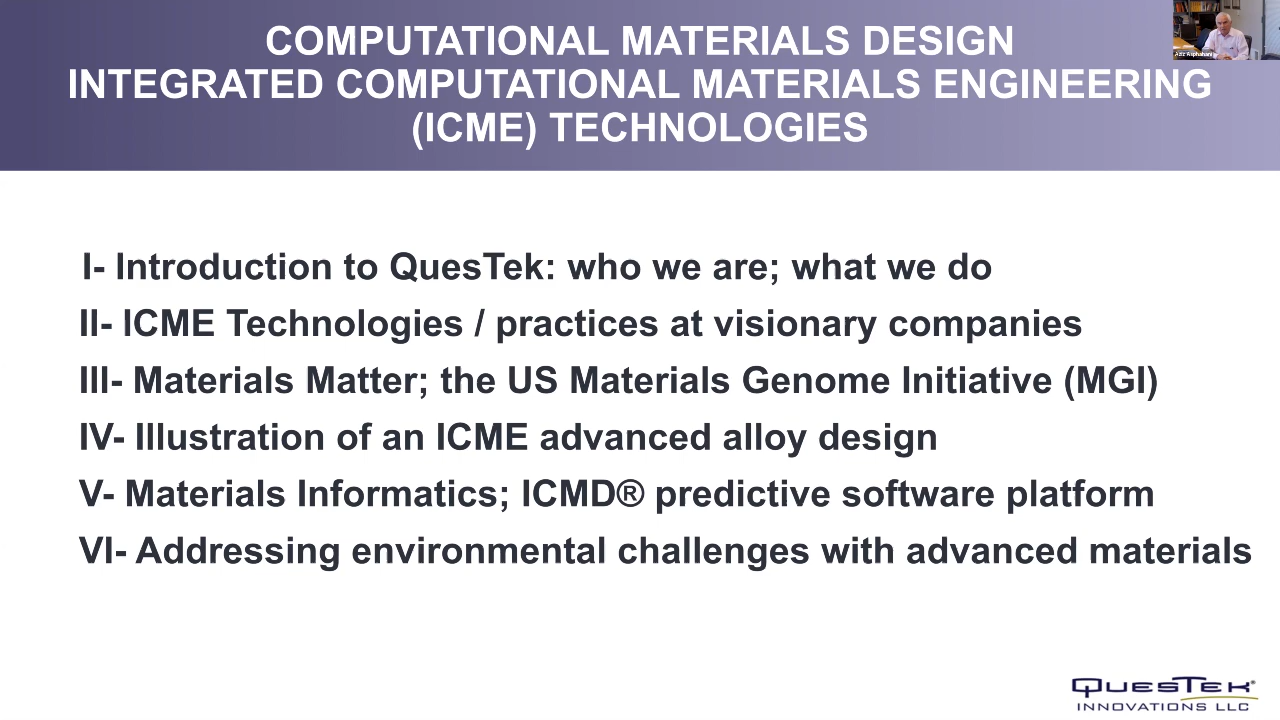 COMPUTATIONAL MATERIALS DESIGN
INTEGRATED COMPUTATIONAL MATERIALS ENGINEERING
(ICME) TECHNOLOGIES
Aziz Asphahani
I- Introduction to QuesTek: who we are; what we do
II- ICME Technologies / practices at visionary companies
III- Materials Matter; the US Materials Genome Initiative (MGI)
IV- Illustration of an ICME advanced alloy design
V- Materials Informatics; ICMD® predictive software platform
VI- Addressing environmental challenges with advanced materials
QUESTEK®
INNOVATIONS LLC